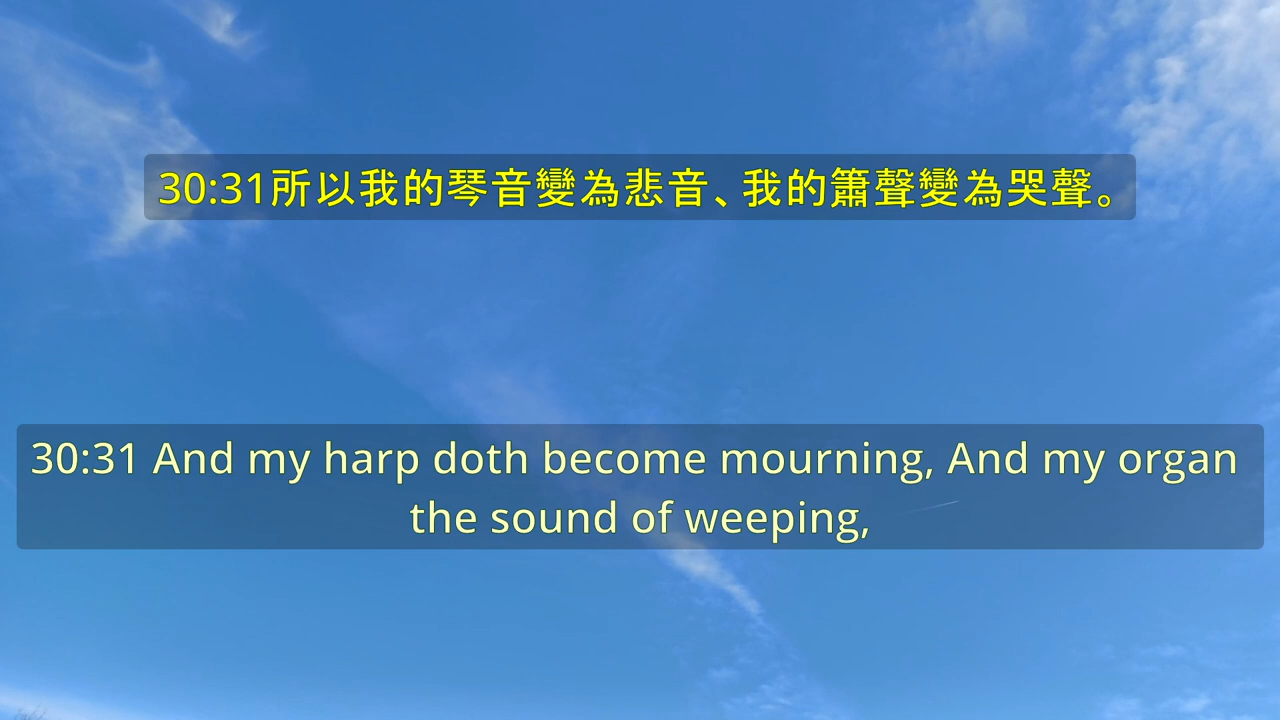 30:31所以我的琴音變為悲音、我的簫聲變為哭聲。
30:31 And my harp doth become mourning, And my organ
the sound of weeping,